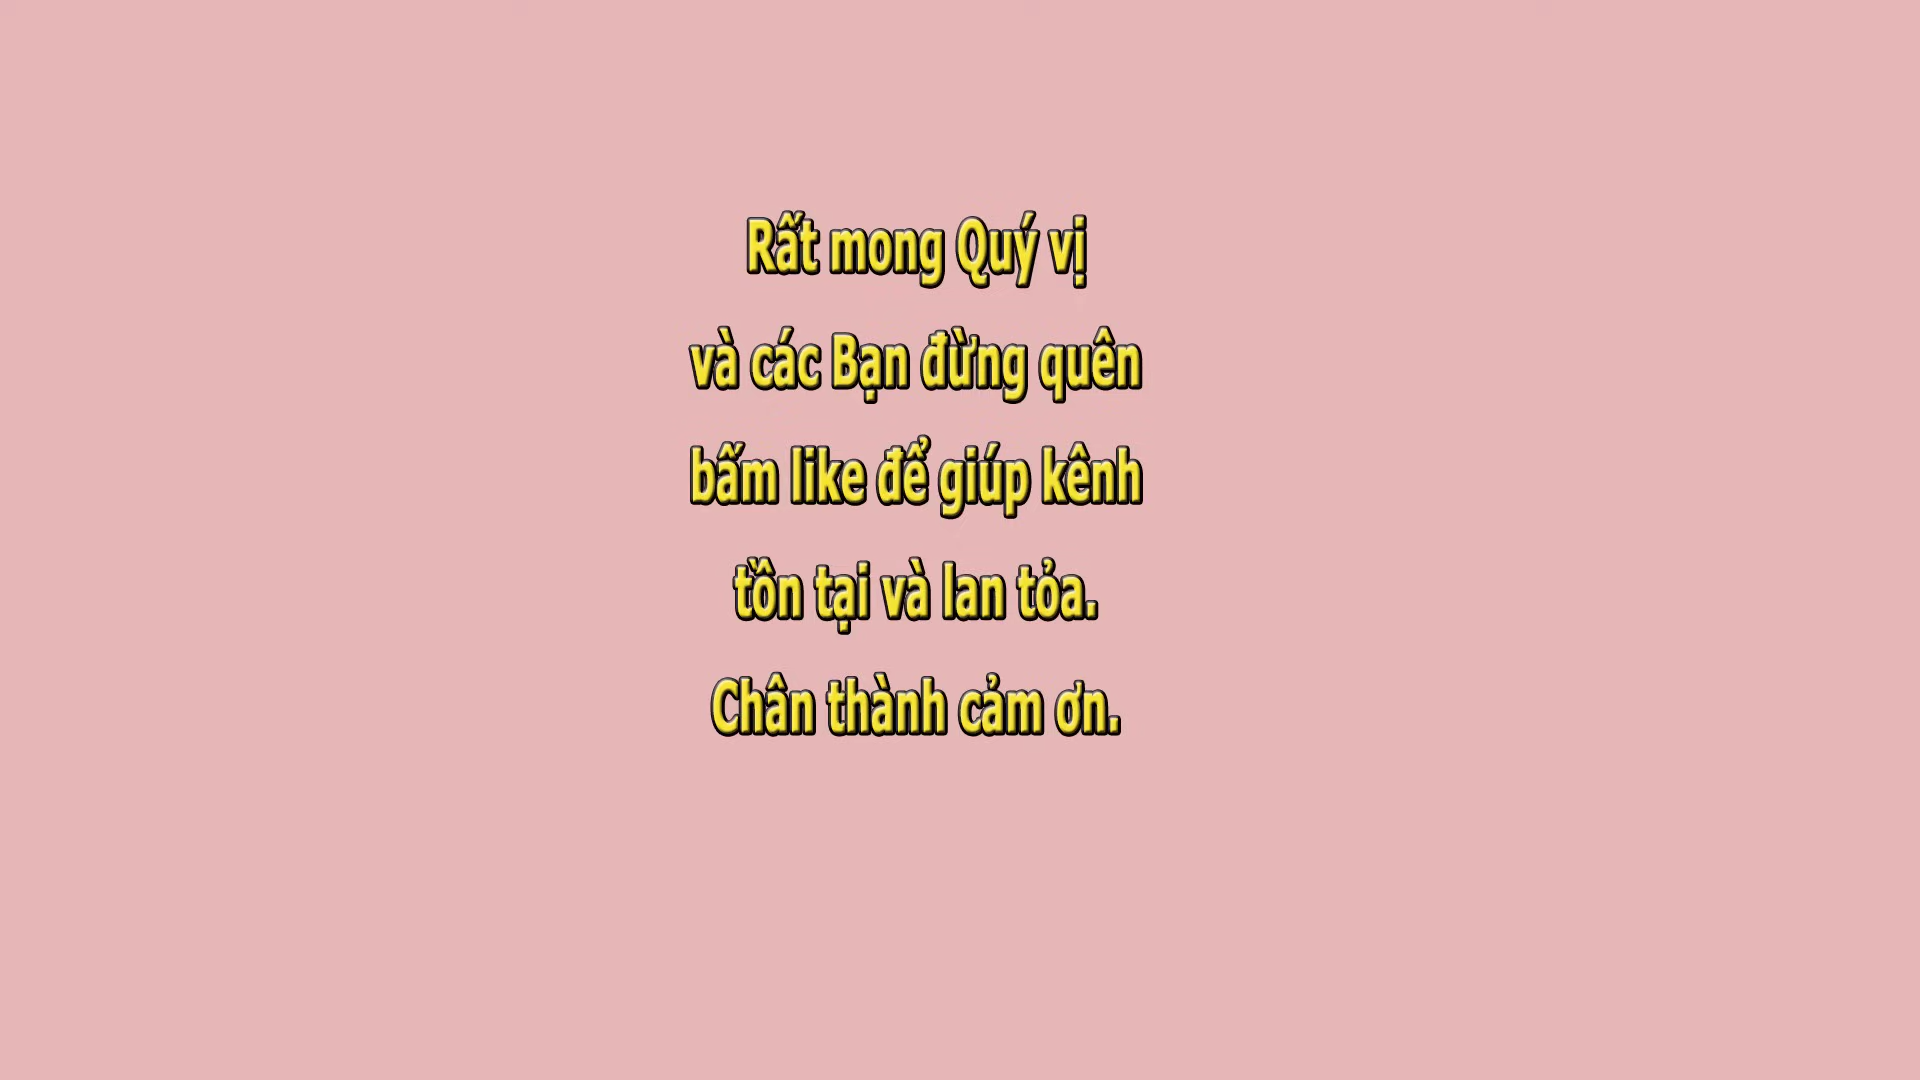 Rất mong Quý vị
và các Bạn đừng quên
bấm like để giúp kênh
tồn tại và lan tỏa.
Chân thành cảm ơn.